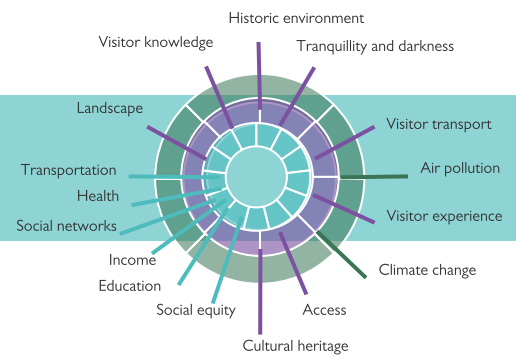 Historic environment
Visitor knowledge
Tranquillity and darkness
Landscape
Visitor transport
Transportation
Air pollution
Health
Visitor experience
Social networks
Income
Climate change
Education
Social equity
Access
Cultural heritage